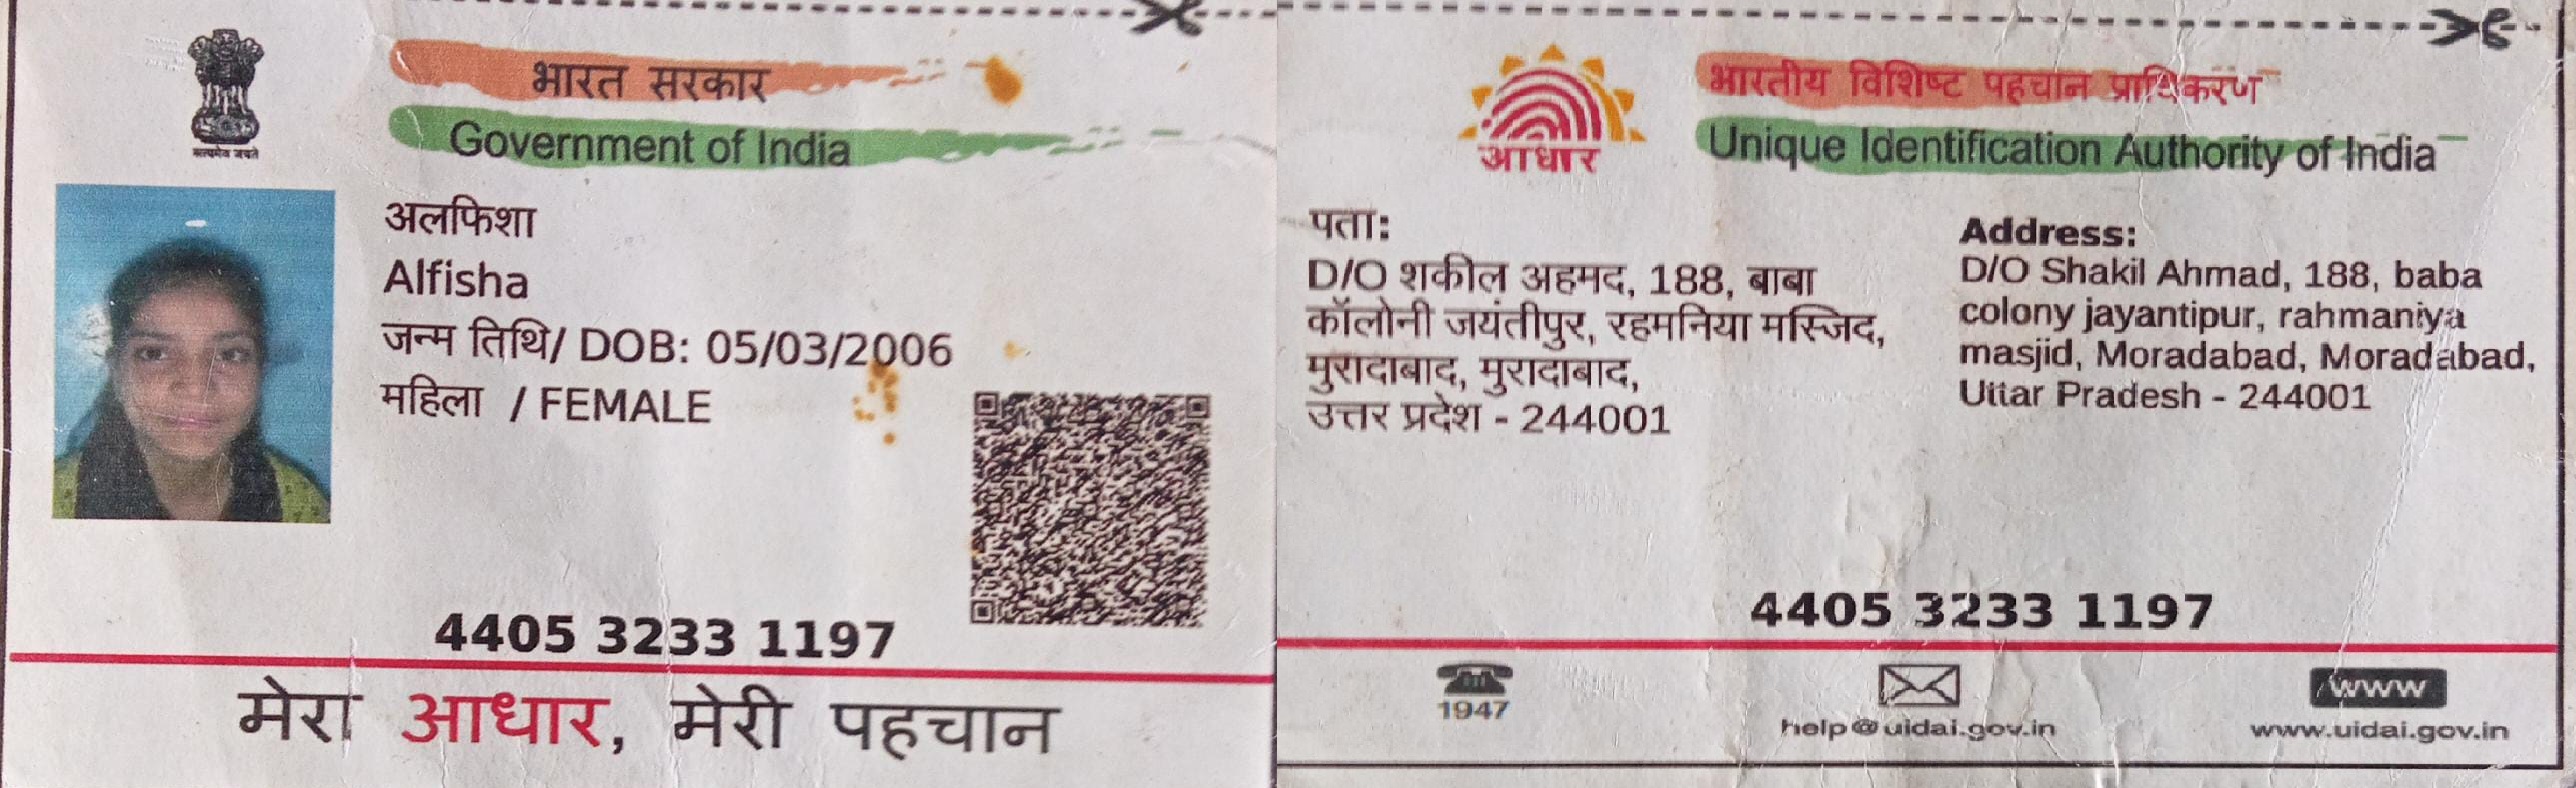 भारत सरकार
Government of India
सत्यमेव जयते
अलफिशा
Alfisha
जन्म तिथि/ DOB: 05/03/2006
महिला / FEMALE
4405 3233 1197
मेरा आधार, मेरी पहचान
भारतीय विशिष्ट पहचान प्राधिकरण
Unique Identification Authority of India
आधार
पता:
D/O शकील अहमद, 188, बाबा
कॉलोनी जयंतीपुर, रहमनिया मस्जिद,
मुरादाबाद, मुरादाबाद,
उत्तर प्रदेश - 244001
Address:
D/O Shakil Ahmad, 188, baba
colony jayantipur, rahmaniya
masjid, Moradabad, Moradabad,
Uttar Pradesh - 244001
4405 3233 1197
1947
help@uidai.gov.in
www
www.uidai.gov.in